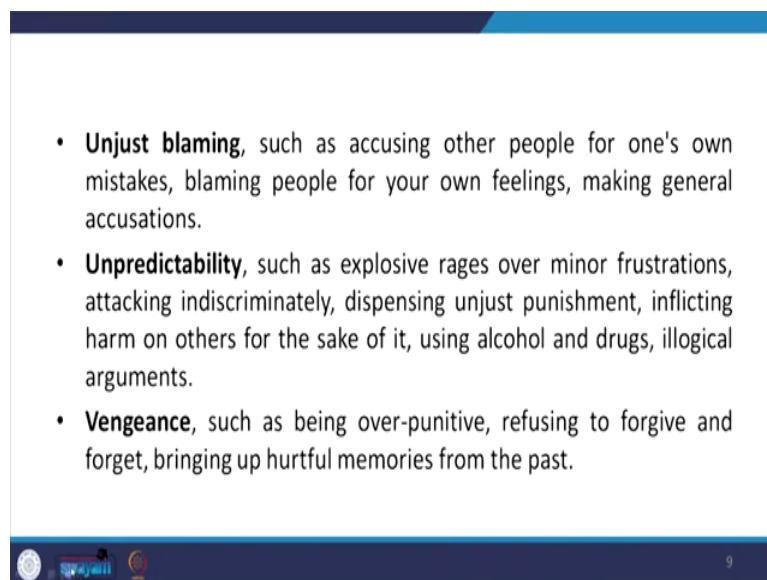 • Unjust blaming, such as accusing other people for one's own
mistakes, blaming people for your own feelings, making general
accusations.
• Unpredictability, such as explosive rages over minor frustrations,
attacking indiscriminately, dispensing unjust punishment, inflicting
harm on others for the sake of it, using alcohol and drugs, illogical
arguments.
• Vengeance, such as being over-punitive, refusing to forgive and
forget, bringing up hurtful memories from the past.
swayam
9